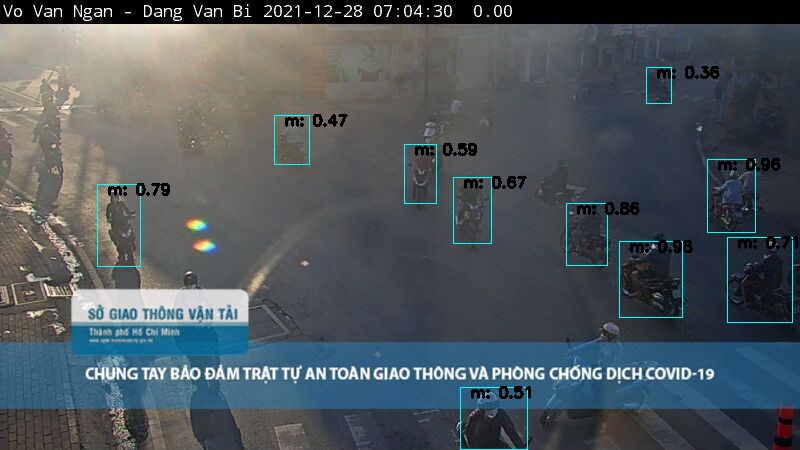 Vo Van Ngan - Dang Van Bi 2021-12-28 07:04:30 0.00
m: 0.36
m: 0.47
m: 0.59
m: 0.96
m: 0.79
m: 0.67
m: 0.86
m: 0.93
m: 0.71
SỞ GIAO THÔNG VẬN TẢI
Thành phố Hồ Chí Minh
CHUNG TAY BẢO ĐẢM TRẬT TỰ AN TOÀN GIAO THÔNG VÀ PHÒNG CHỐNG DỊCH COVID-19
m: 0.51